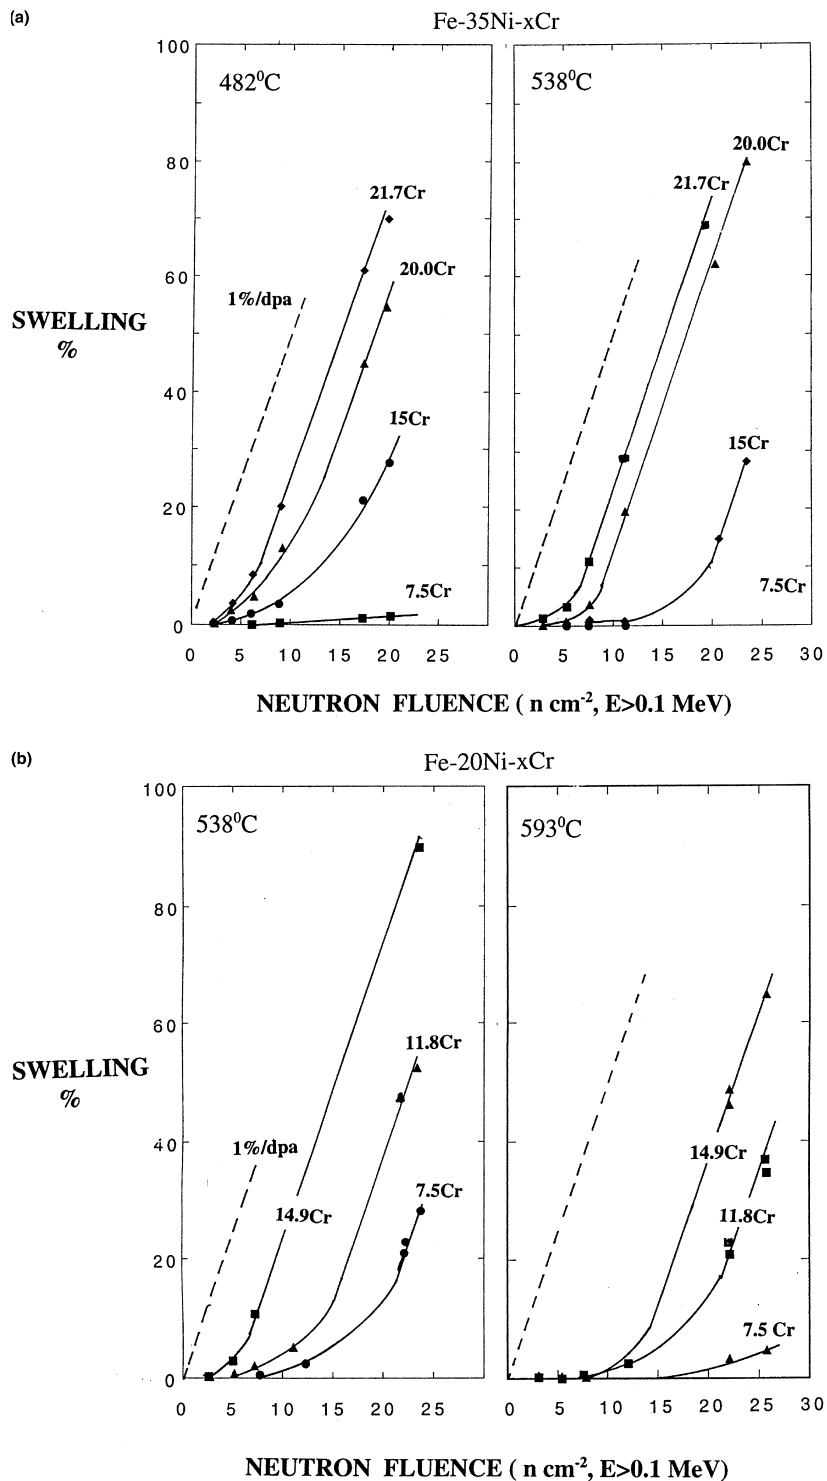 (a)
Fe-35Ni-xCr
482⁰C
538⁰C
100
80
60
40
20
0
SWELLING
%
1%/dpa
21.7Cr
20.0Cr
15Cr
7.5Cr
20.0Cr
21.7Cr
15Cr
7.5Cr
0 5 10 15 20 25 0 5 10 15 20 25 30
NEUTRON FLUENCE ( n cm⁻², E>0.1 MeV)
(b)
Fe-20Ni-xCr
538⁰C
593⁰C
100
80
60
40
20
0
SWELLING
%
1%/dpa
14.9Cr
11.8Cr
7.5Cr
14.9Cr
11.8Cr
7.5 Cr
0 5 10 15 20 25 0 5 10 15 20 25 30
NEUTRON FLUENCE ( n cm⁻², E>0.1 MeV)